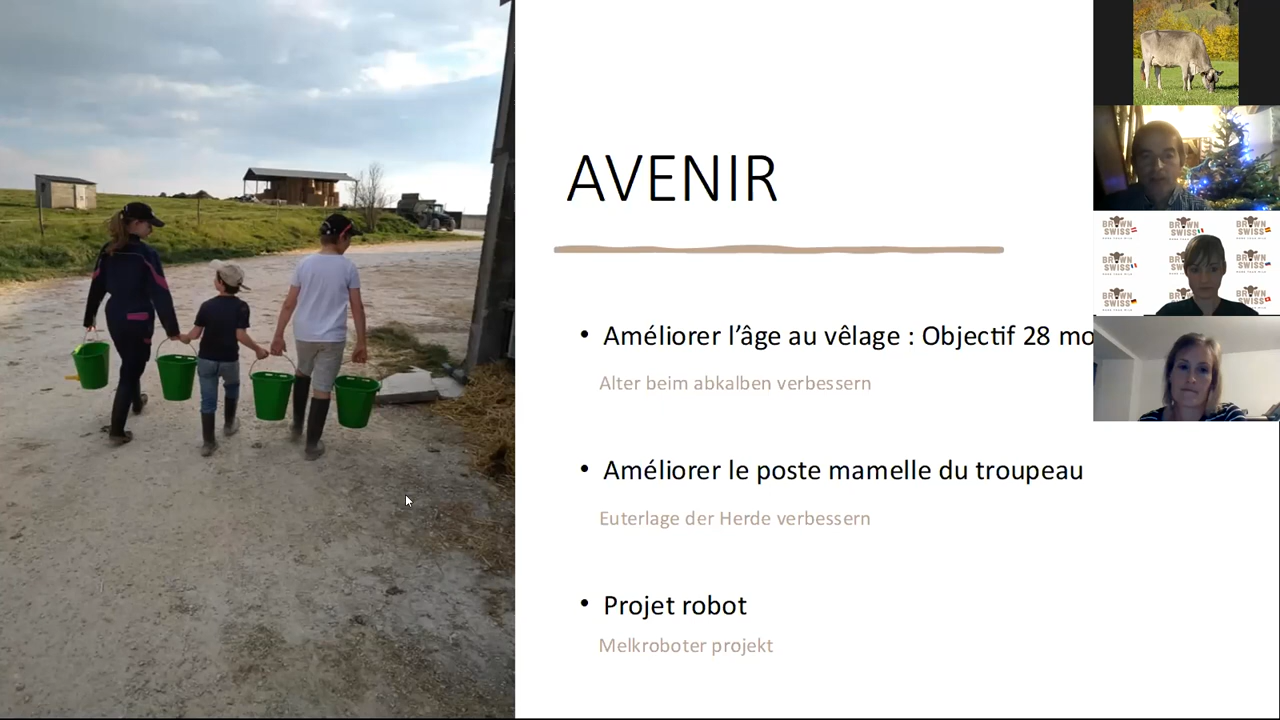 AVENIR
• Améliorer l’âge au vêlage : Objectif 28 mo
Alter beim abkalben verbessern
• Améliorer le poste mamelle du troupeau
Euterlage der Herde verbessern
• Projet robot
Melkroboter projekt
BROWN
SWISS